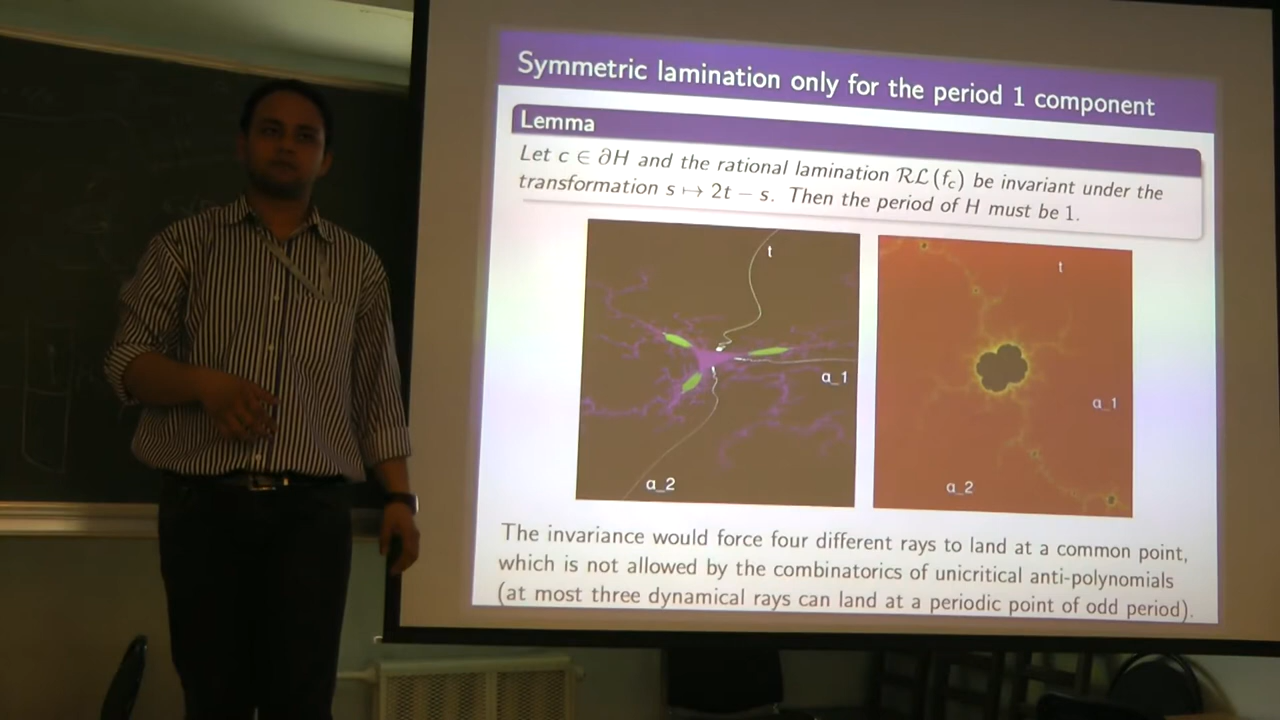 Symmetric lamination only for the period 1 component
Lemma
Let c ∈ ∂H and the rational lamination RL(f_c) be invariant under the
transformation s ↦ 2t − s. Then the period of H must be 1.
t
a_1
a_2
t
a_1
a_2
The invariance would force four different rays to land at a common point,
which is not allowed by the combinatorics of unicritical anti-polynomials
(at most three dynamical rays can land at a periodic point of odd period).